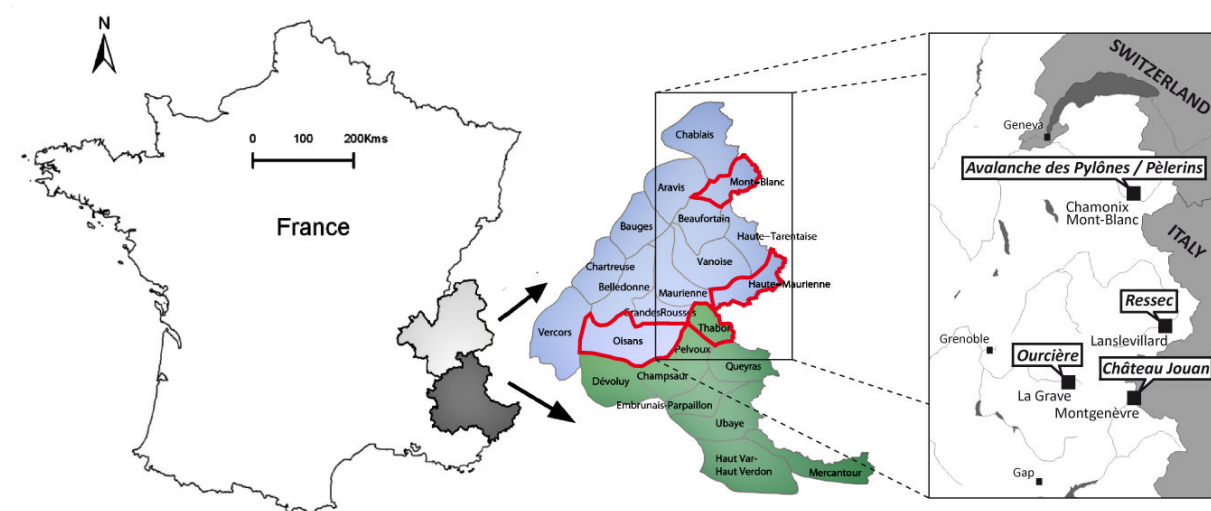 N
0 100 200Kms
France
Chablais
Mont-Blanc
Aravis
Beaufortain
Bauges
Haute-Tarentaise
Vanoise
Chartreuse
Belledonne
Haute-Maurienne
Maurienne
GrandesRousses
Vercors
Thabor
Oisans
Pelvoux
Queyras
Dévoluy
Champsaur
Embrunais-Parpaillon
Ubaye
Haut Var-
Haut Verdon
Mercantour
SWITZERLAND
Geneva
Avalanche des Pylônes / Pèlerins
Chamonix
Mont-Blanc
ITALY
Ressec
Lanslevillard
Grenoble
Ourcière
Château Jouan
La Grave
Montgenèvre
Gap